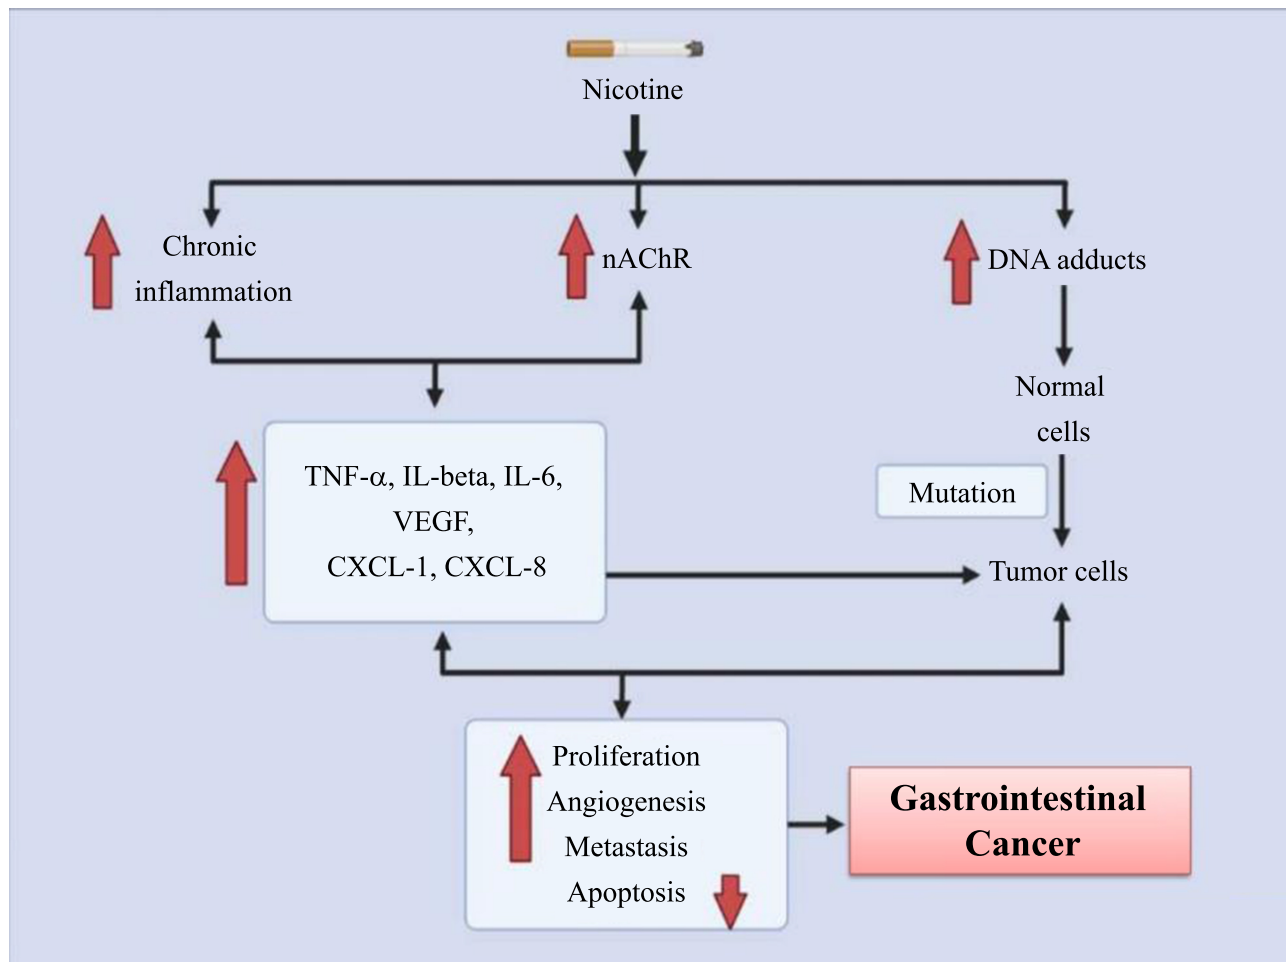 Nicotine
Chronic
inflammation
nAChR
DNA adducts
Normal
cells
TNF-α, IL-beta, IL-6,
VEGF,
CXCL-1, CXCL-8
Mutation
Tumor cells
Proliferation
Angiogenesis
Metastasis
Apoptosis
Gastrointestinal
Cancer